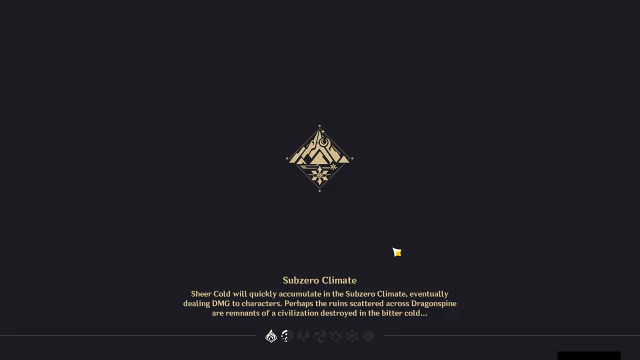 Subzero Climate
Sheer Cold will quickly accumulate in the Subzero Climate, eventually
dealing DMG to characters. Perhaps the ruins scattered across Dragonspine
are remnants of a civilization destroyed in the bitter cold...